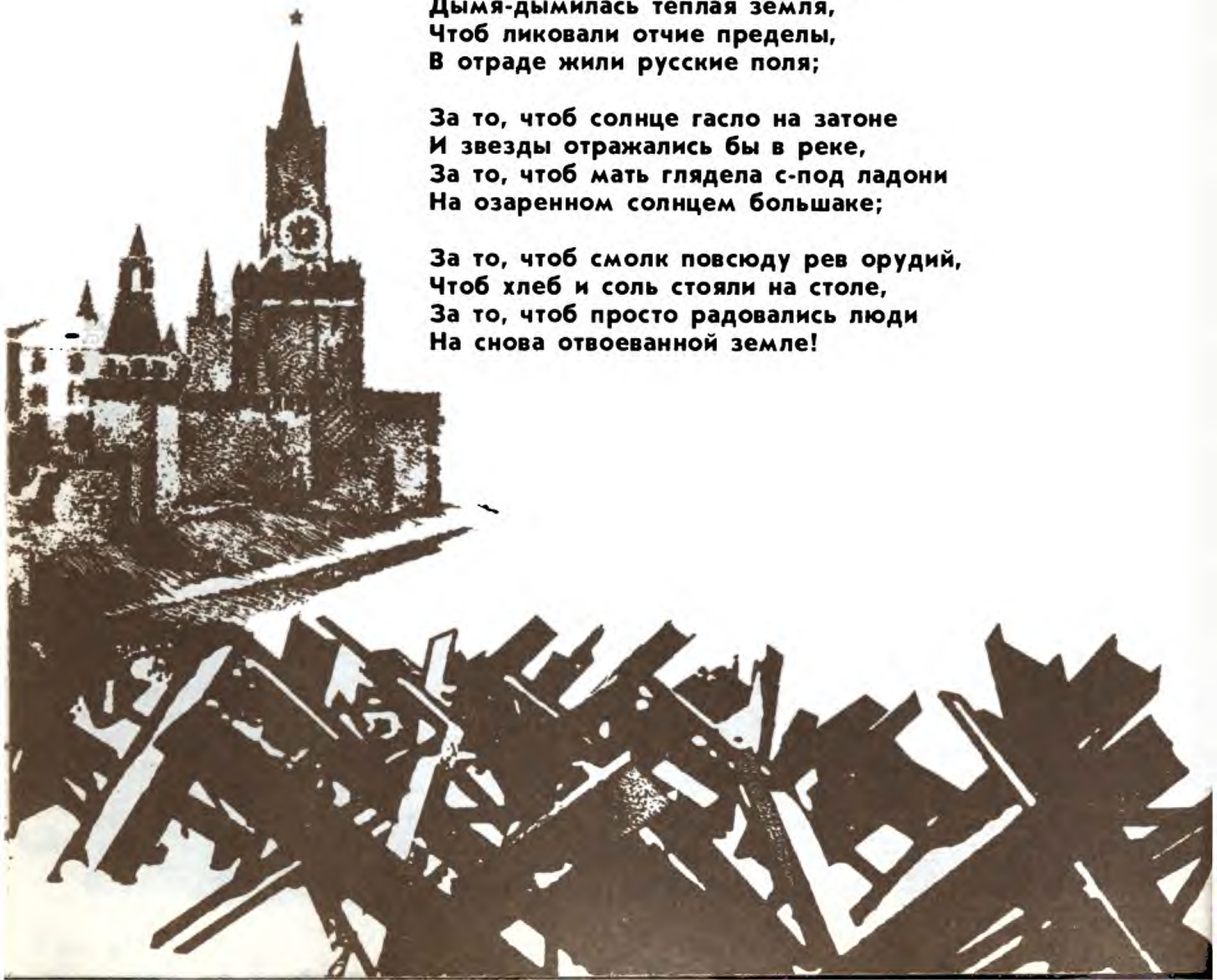 Дымя-дымилась теплая земля,
Чтоб ликовали отчие пределы,
В отраде жили русские поля;

За то, чтоб солнце гасло на затоне
И звезды отражались бы в реке,
За то, чтоб мать глядела с-под ладони
На озаренном солнцем большаке;

За то, чтоб смолк повсюду рев орудий,
Чтоб хлеб и соль стояли на столе,
За то, чтоб просто радовались люди
На снова отвоеванной земле!